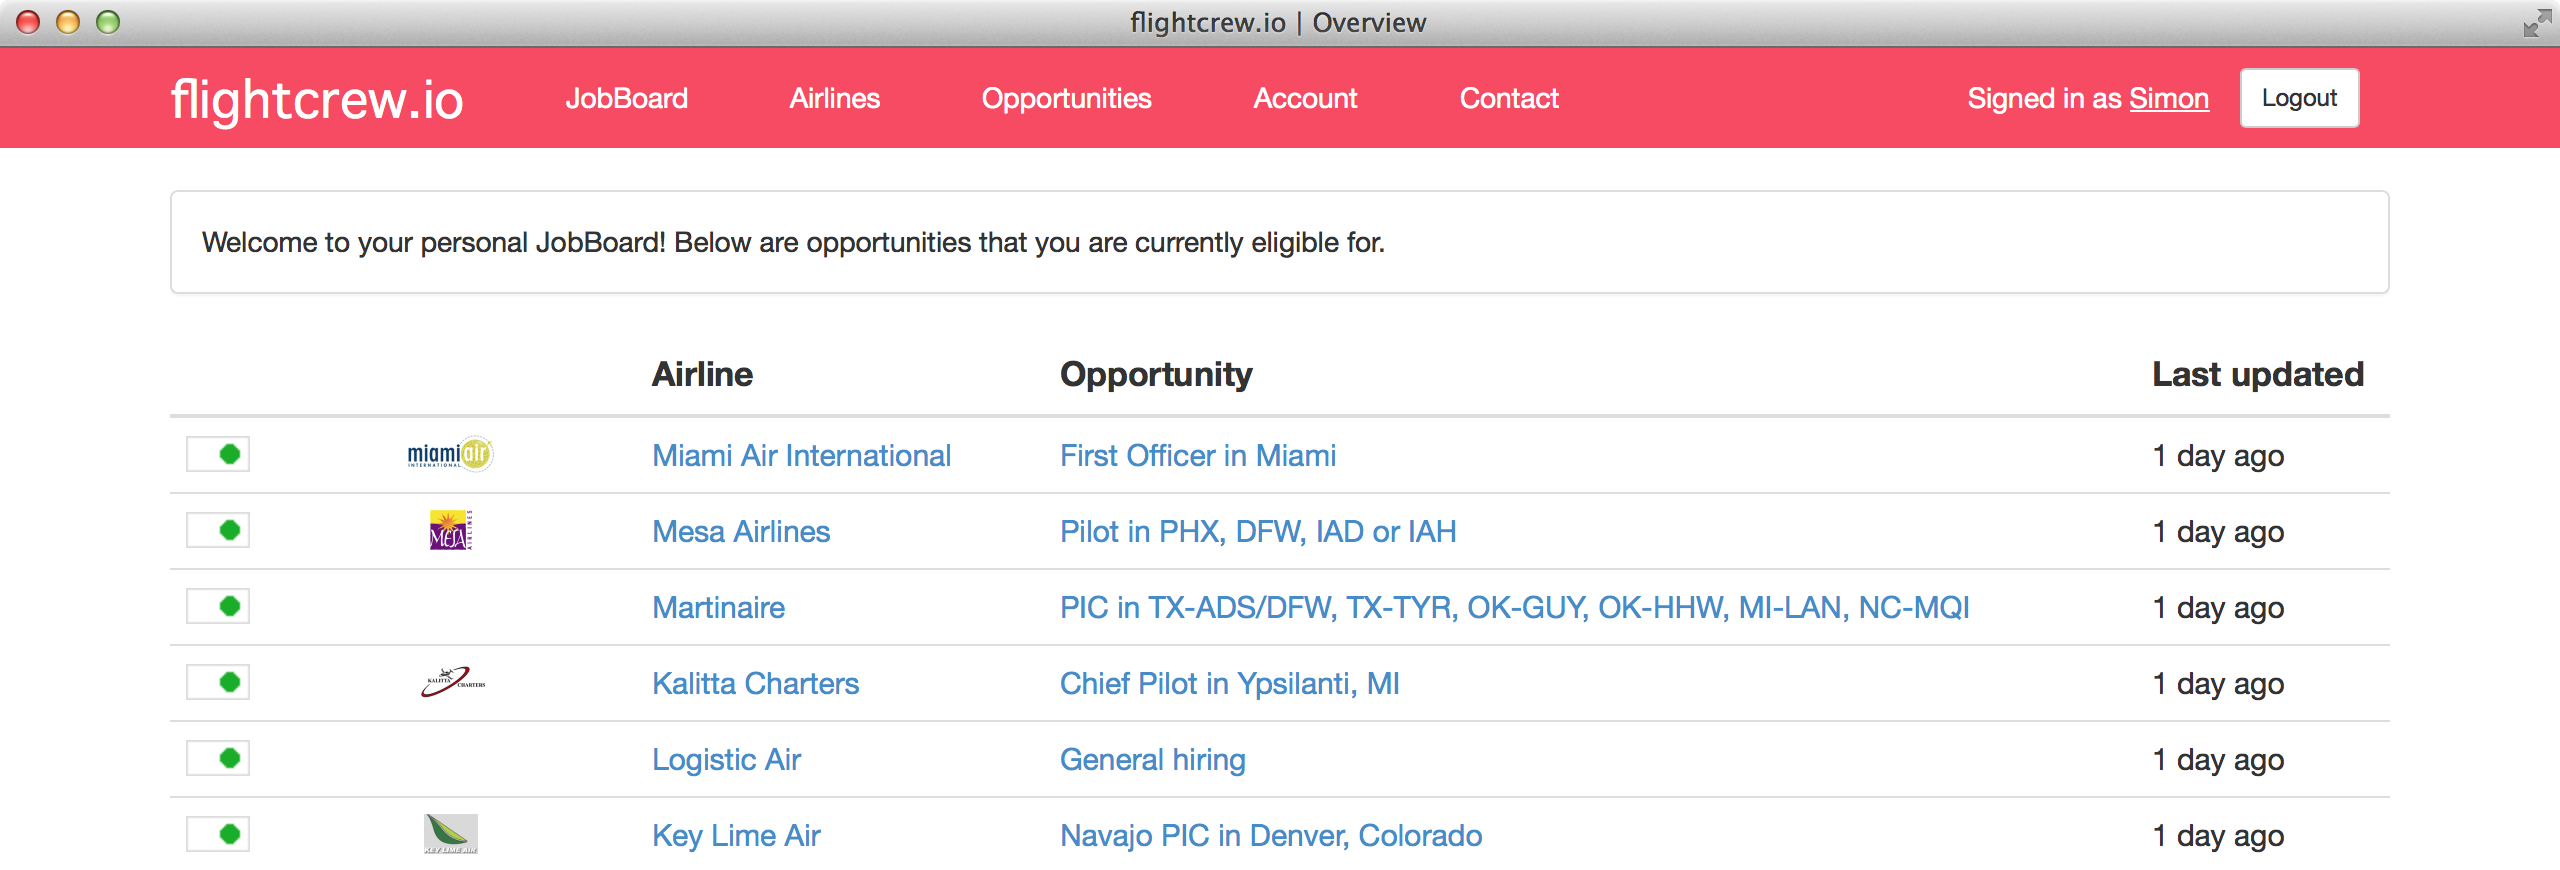 flightcrew.io | Overview
flightcrew.io JobBoard Airlines Opportunities Account Contact Signed in as Simon Logout
Welcome to your personal JobBoard! Below are opportunities that you are currently eligible for.
Airline Opportunity Last updated
miamiair INTERNATIONAL Miami Air International First Officer in Miami 1 day ago
MESA AIRLINES Mesa Airlines Pilot in PHX, DFW, IAD or IAH 1 day ago
Martinaire PIC in TX-ADS/DFW, TX-TYR, OK-GUY, OK-HHW, MI-LAN, NC-MQI 1 day ago
KALITTA CHARTERS Kalitta Charters Chief Pilot in Ypsilanti, MI 1 day ago
Logistic Air General hiring 1 day ago
KEY LIME AIR Key Lime Air Navajo PIC in Denver, Colorado 1 day ago